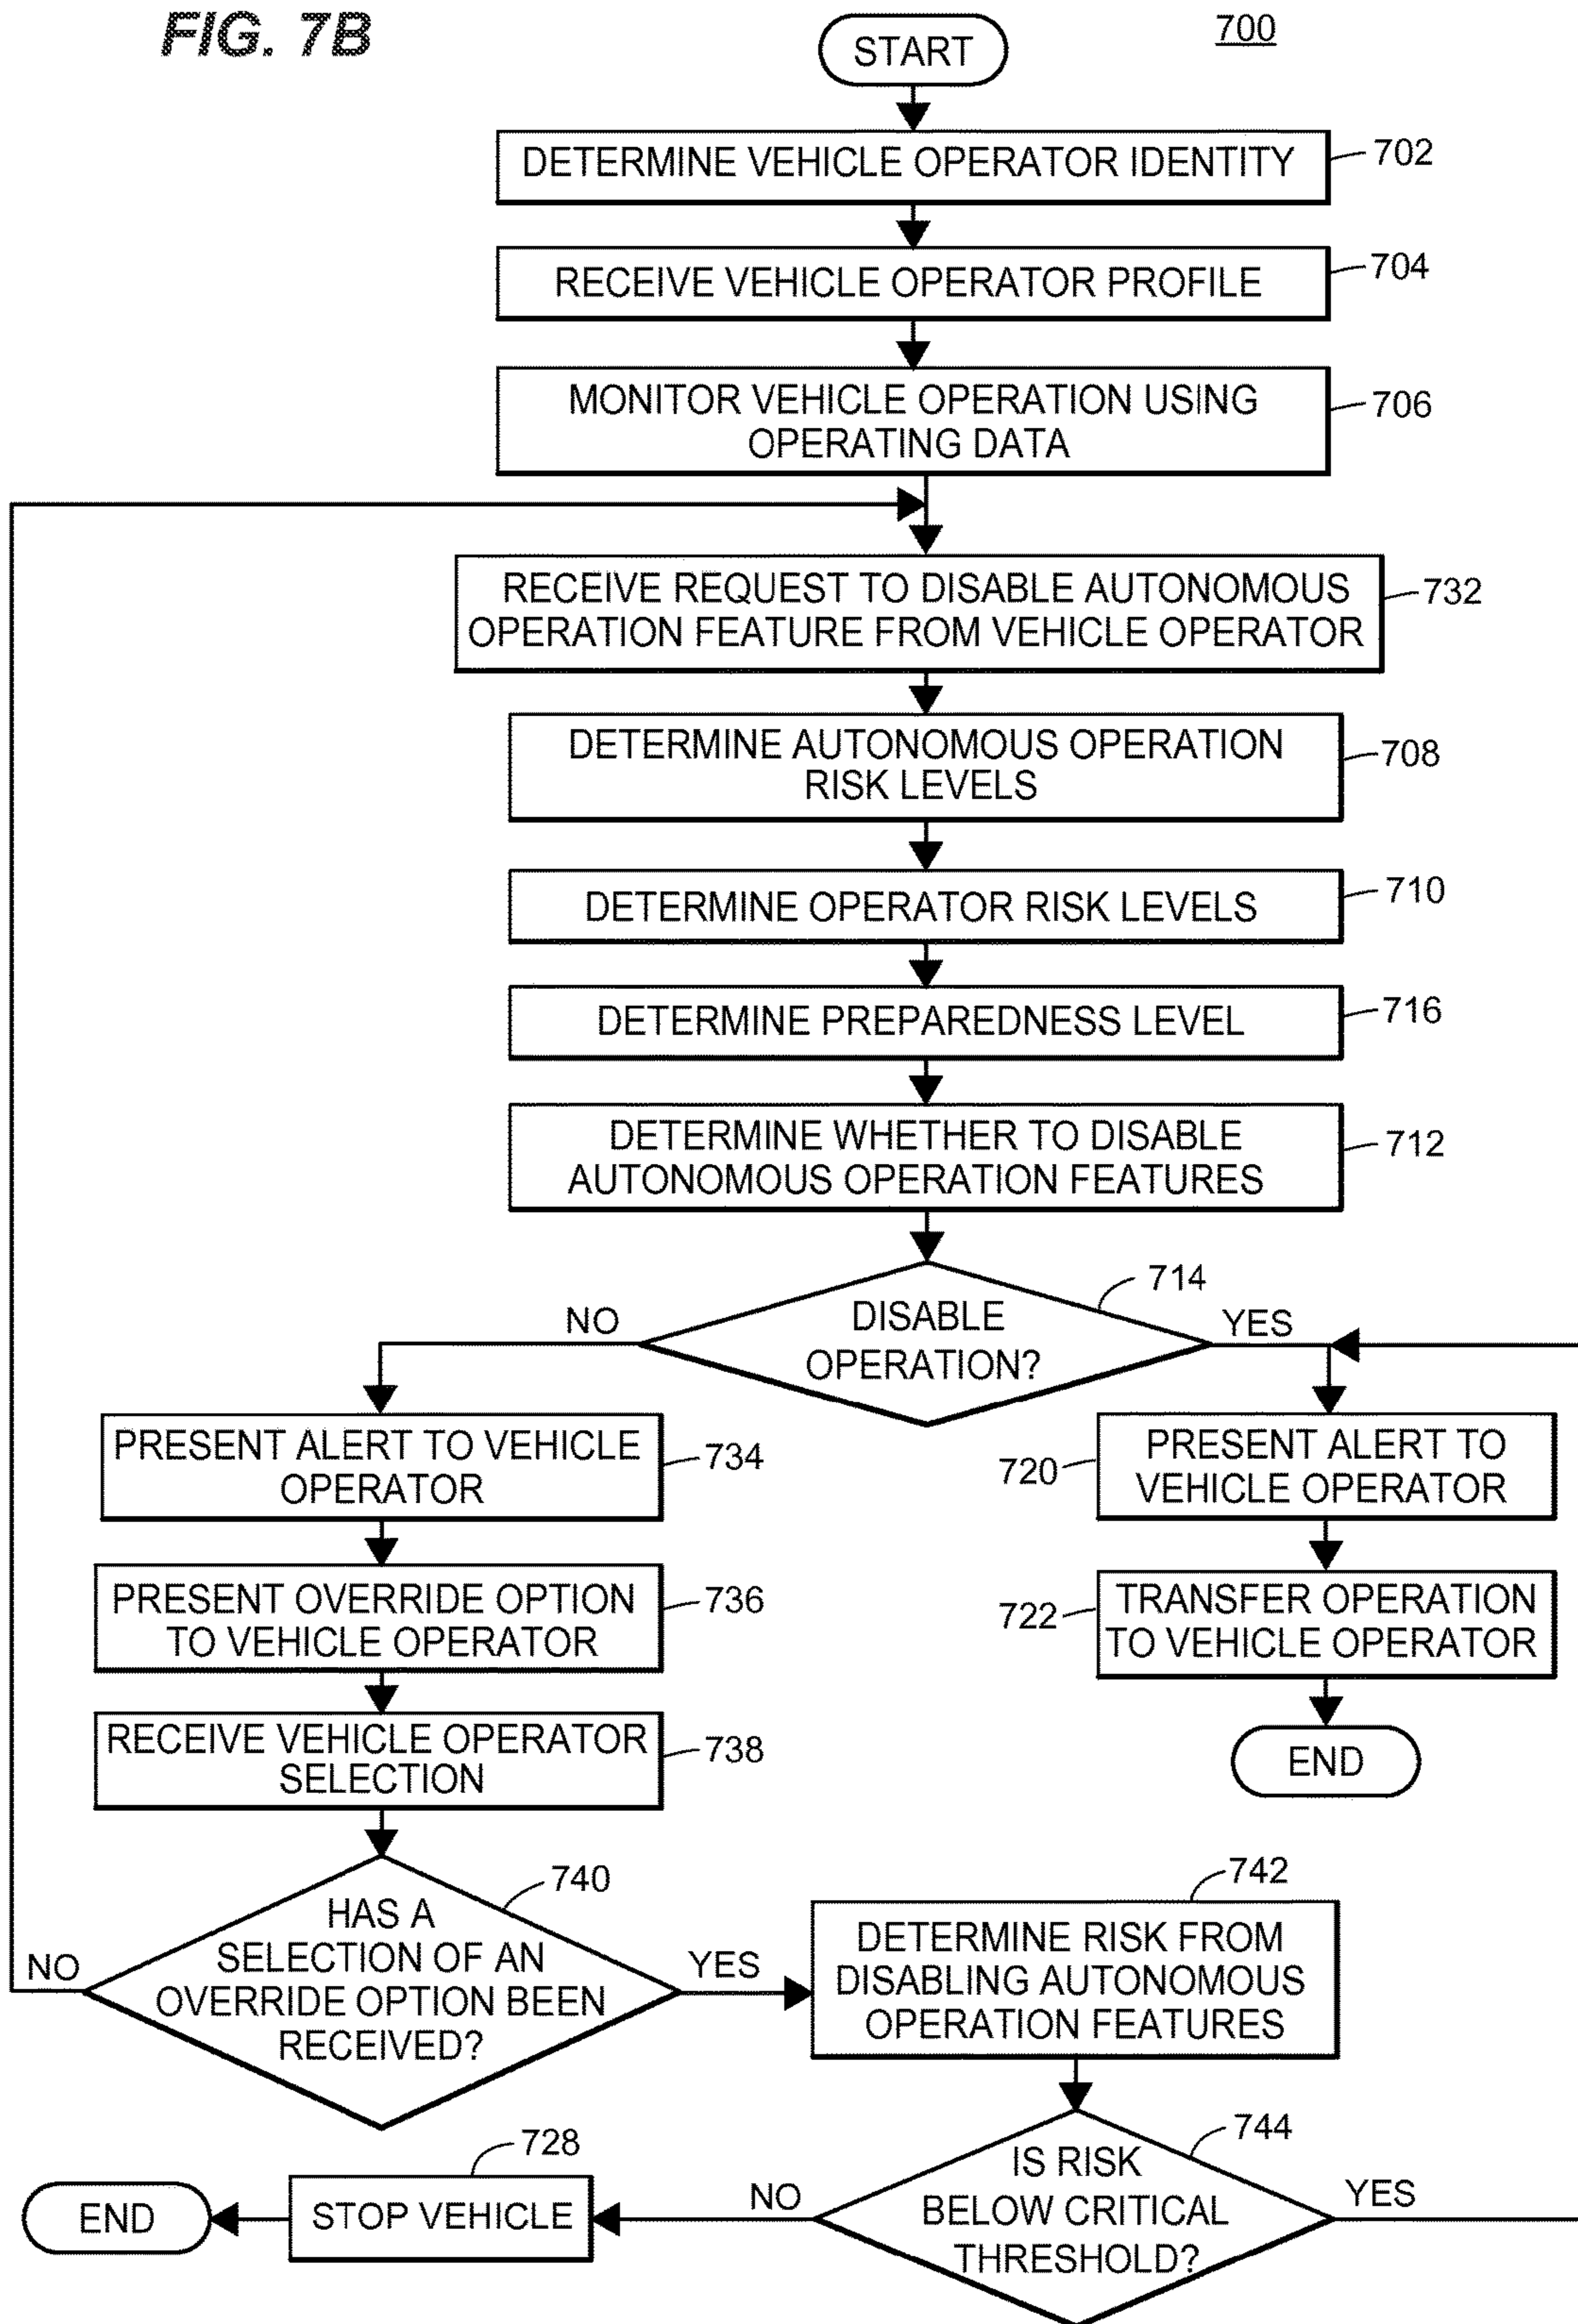 FIG. 7B
700
START
DETERMINE VEHICLE OPERATOR IDENTITY
702
RECEIVE VEHICLE OPERATOR PROFILE
704
MONITOR VEHICLE OPERATION USING
OPERATING DATA
706
RECEIVE REQUEST TO DISABLE AUTONOMOUS
OPERATION FEATURE FROM VEHICLE OPERATOR
732
DETERMINE AUTONOMOUS OPERATION
RISK LEVELS
708
DETERMINE OPERATOR RISK LEVELS
710
DETERMINE PREPAREDNESS LEVEL
716
DETERMINE WHETHER TO DISABLE
AUTONOMOUS OPERATION FEATURES
712
714
DISABLE
OPERATION?
NO
YES
PRESENT ALERT TO VEHICLE
OPERATOR
734
720
PRESENT ALERT TO
VEHICLE OPERATOR
PRESENT OVERRIDE OPTION
TO VEHICLE OPERATOR
736
722
TRANSFER OPERATION
TO VEHICLE OPERATOR
RECEIVE VEHICLE OPERATOR
SELECTION
738
END
740
HAS A
SELECTION OF AN
OVERRIDE OPTION BEEN
RECEIVED?
NO
YES
742
DETERMINE RISK FROM
DISABLING AUTONOMOUS
OPERATION FEATURES
744
IS RISK
BELOW CRITICAL
THRESHOLD?
NO
YES
728
STOP VEHICLE
END